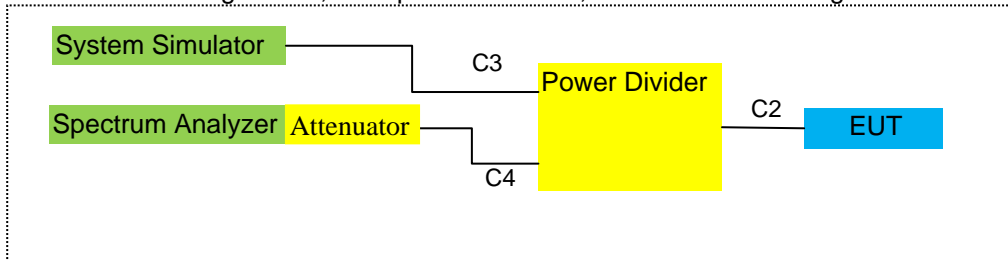 System Simulator
C3
Power Divider
C2
Spectrum Analyzer
Attenuator
EUT
C4